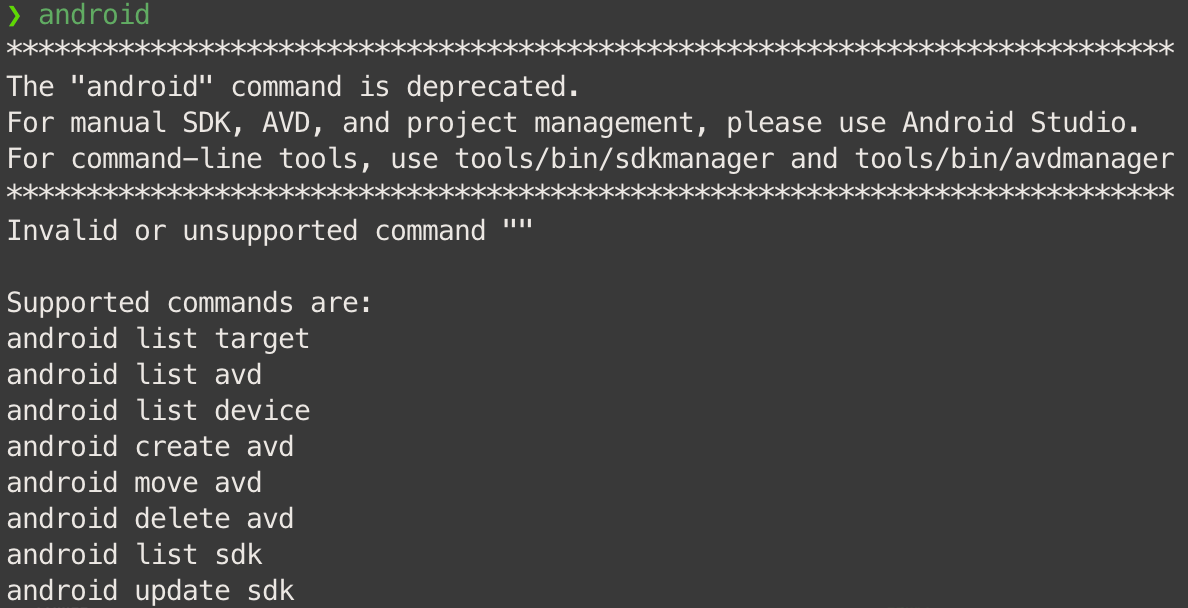 ❯ android
*************************************************************************
The "android" command is deprecated.
For manual SDK, AVD, and project management, please use Android Studio.
For command-line tools, use tools/bin/sdkmanager and tools/bin/avdmanager
*************************************************************************
Invalid or unsupported command ""

Supported commands are:
android list target
android list avd
android list device
android create avd
android move avd
android delete avd
android list sdk
android update sdk